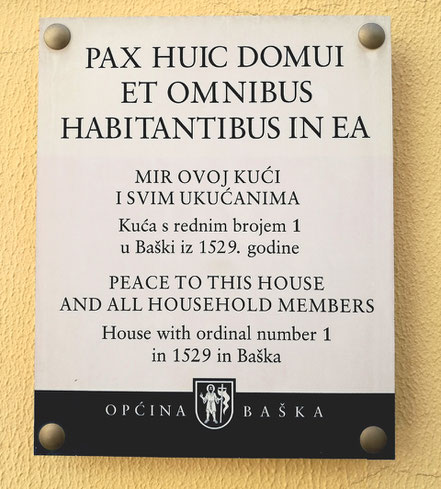 PAX HUIC DOMUI
ET OMNIBUS
HABITANTIBUS IN EA
MIR OVOJ KUĆI
I SVIM UKUĆANIMA
Kuća s rednim brojem 1
u Baški iz 1529. godine
PEACE TO THIS HOUSE
AND ALL HOUSEHOLD MEMBERS
House with ordinal number 1
in 1529 in Baška
OPĆINA BAŠKA